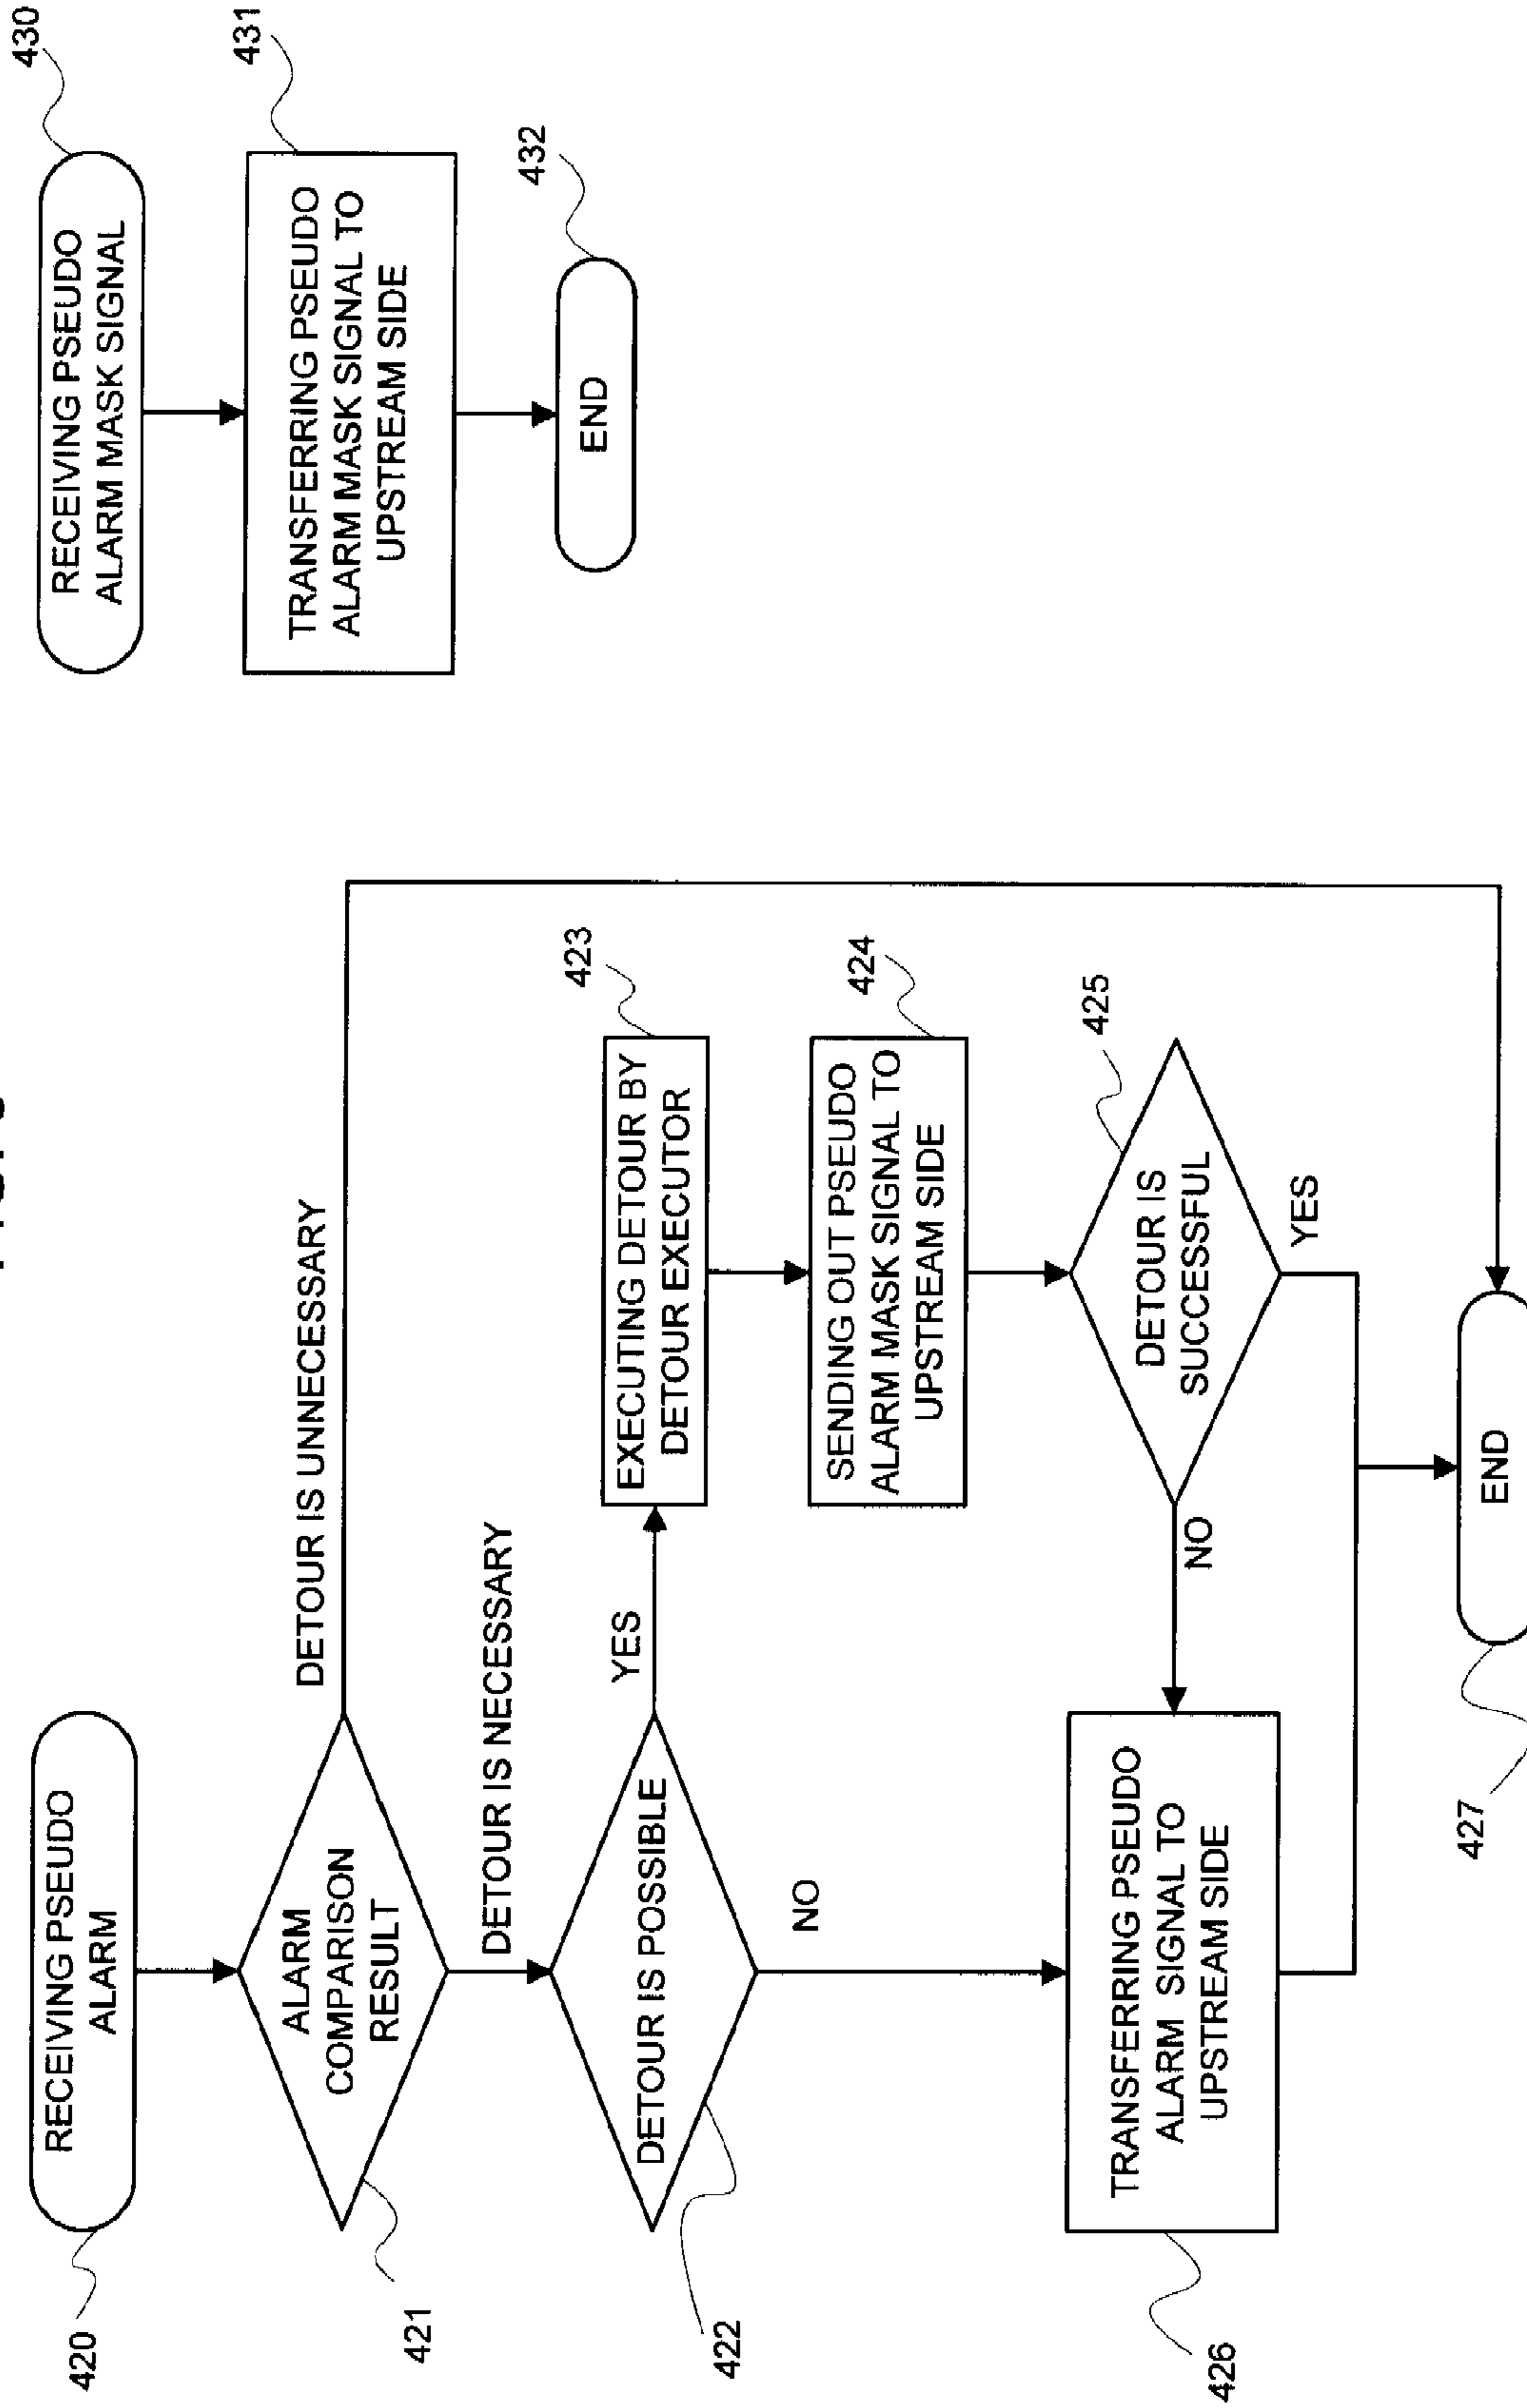 420
RECEIVING PSEUDO
ALARM
421
ALARM
COMPARISON
RESULT
DETOUR IS UNNECESSARY
DETOUR IS NECESSARY
422
DETOUR IS POSSIBLE
YES
NO
423
EXECUTING DETOUR BY
DETOUR EXECUTOR
424
SENDING OUT PSEUDO
ALARM MASK SIGNAL TO
UPSTREAM SIDE
425
DETOUR IS
SUCCESSFUL
NO
YES
426
TRANSFERRING PSEUDO
ALARM SIGNAL TO
UPSTREAM SIDE
427
END
430
RECEIVING PSEUDO
ALARM MASK SIGNAL
431
TRANSFERRING PSEUDO
ALARM MASK SIGNAL TO
UPSTREAM SIDE
432
END